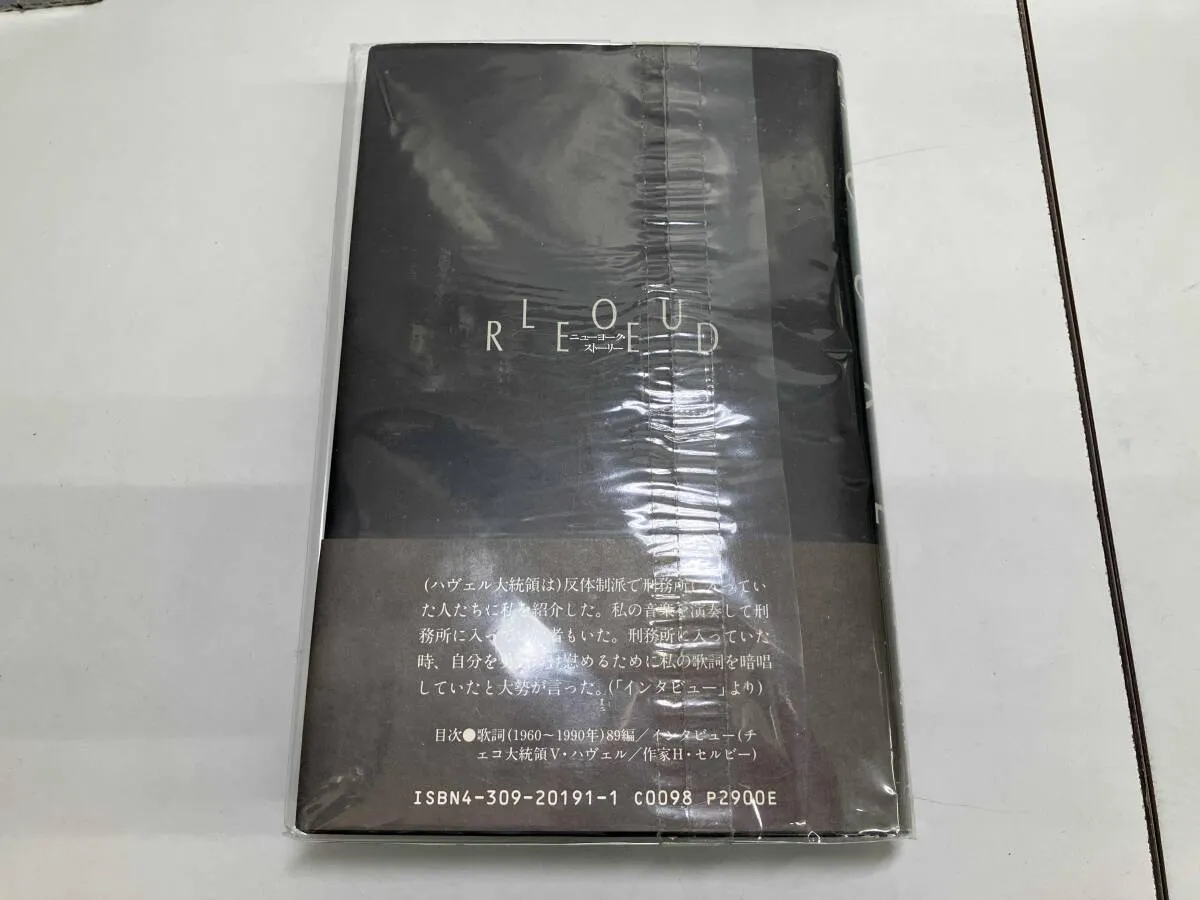 LOU
REED
ニューヨーク・
ストーリー
(ハヴェル大統領は)反体制派で刑務所に入ってい
た人たちに私を紹介した。私の音楽を演奏して刑
務所に入っ 者もいた。刑務所に入っていた
時、自分を 慰めるために私の歌詞を暗唱
していたと大勢が言った。(「インタビュー」より)
目次●歌詞(1960〜1990年)89編/インタビュー(チ
ェコ大統領V・ハヴェル/作家H・セルビー)
ISBN4-309-20191-1 C0098 P2900E